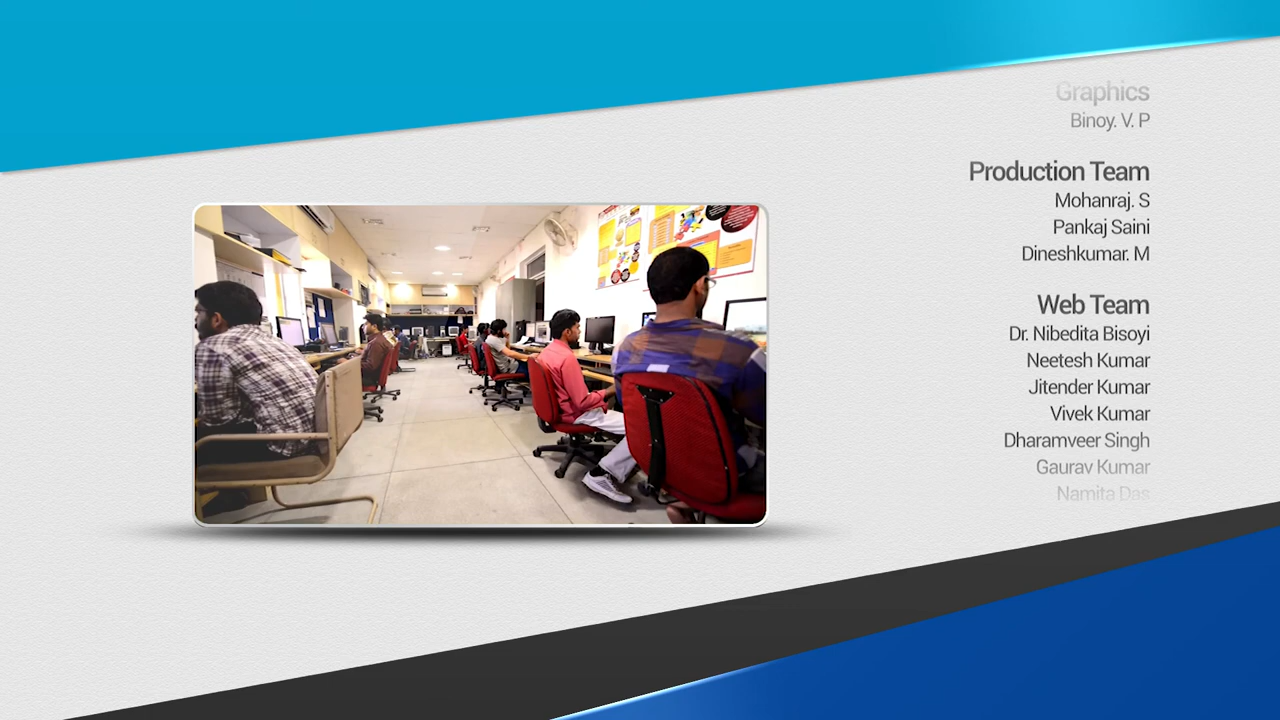 Graphics
Binoy. V. P
Production Team
Mohanraj. S
Pankaj Saini
Dineshkumar. M
Web Team
Dr. Nibedita Bisoyi
Neetesh Kumar
Jitender Kumar
Vivek Kumar
Dharamveer Singh
Gaurav Kumar
Namita Das